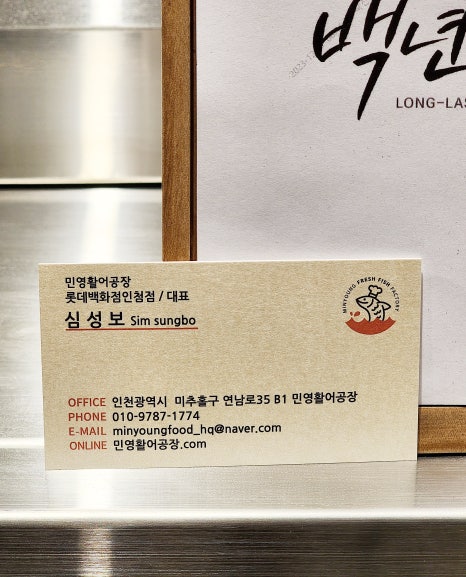 백년
LONG-LAS
민영활어공장
롯데백화점인천점 / 대표
심성보 Sim sungbo
MINYOUNG FRESH FISH FACTORY
OFFICE 인천광역시 미추홀구 연남로35 B1 민영활어공장
PHONE 010-9787-1774
E-MAIL minyoungfood_hq@naver.com
ONLINE 민영활어공장.com